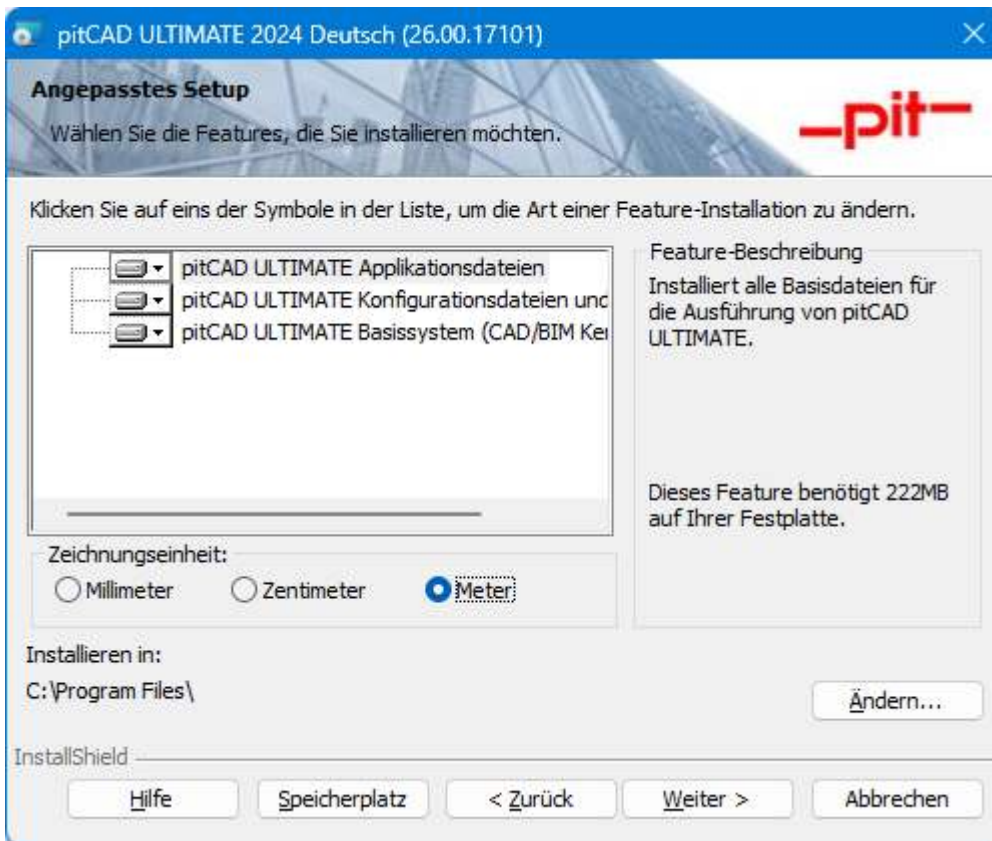 pitCAD ULTIMATE 2024 Deutsch (26.00.17101)
Angepasstes Setup
Wählen Sie die Features, die Sie installieren möchten.
pit
Klicken Sie auf eins der Symbole in der Liste, um die Art einer Feature-Installation zu ändern.
pitCAD ULTIMATE Applikationsdateien
pitCAD ULTIMATE Konfigurationsdateien und
pitCAD ULTIMATE Basissystem (CAD/BIM
Feature-Beschreibung
Installiert alle Basisdateien für
die Ausführung von pitCAD
ULTIMATE.
Dieses Feature benötigt 222MB
auf Ihrer Festplatte.
Zeichnungseinheit:
Millimeter Zentimeter Meter
Installieren in:
C:\Program Files\
Ändern...
InstallShield
Hilfe Speicherplatz < Zurück Weiter > Abbrechen